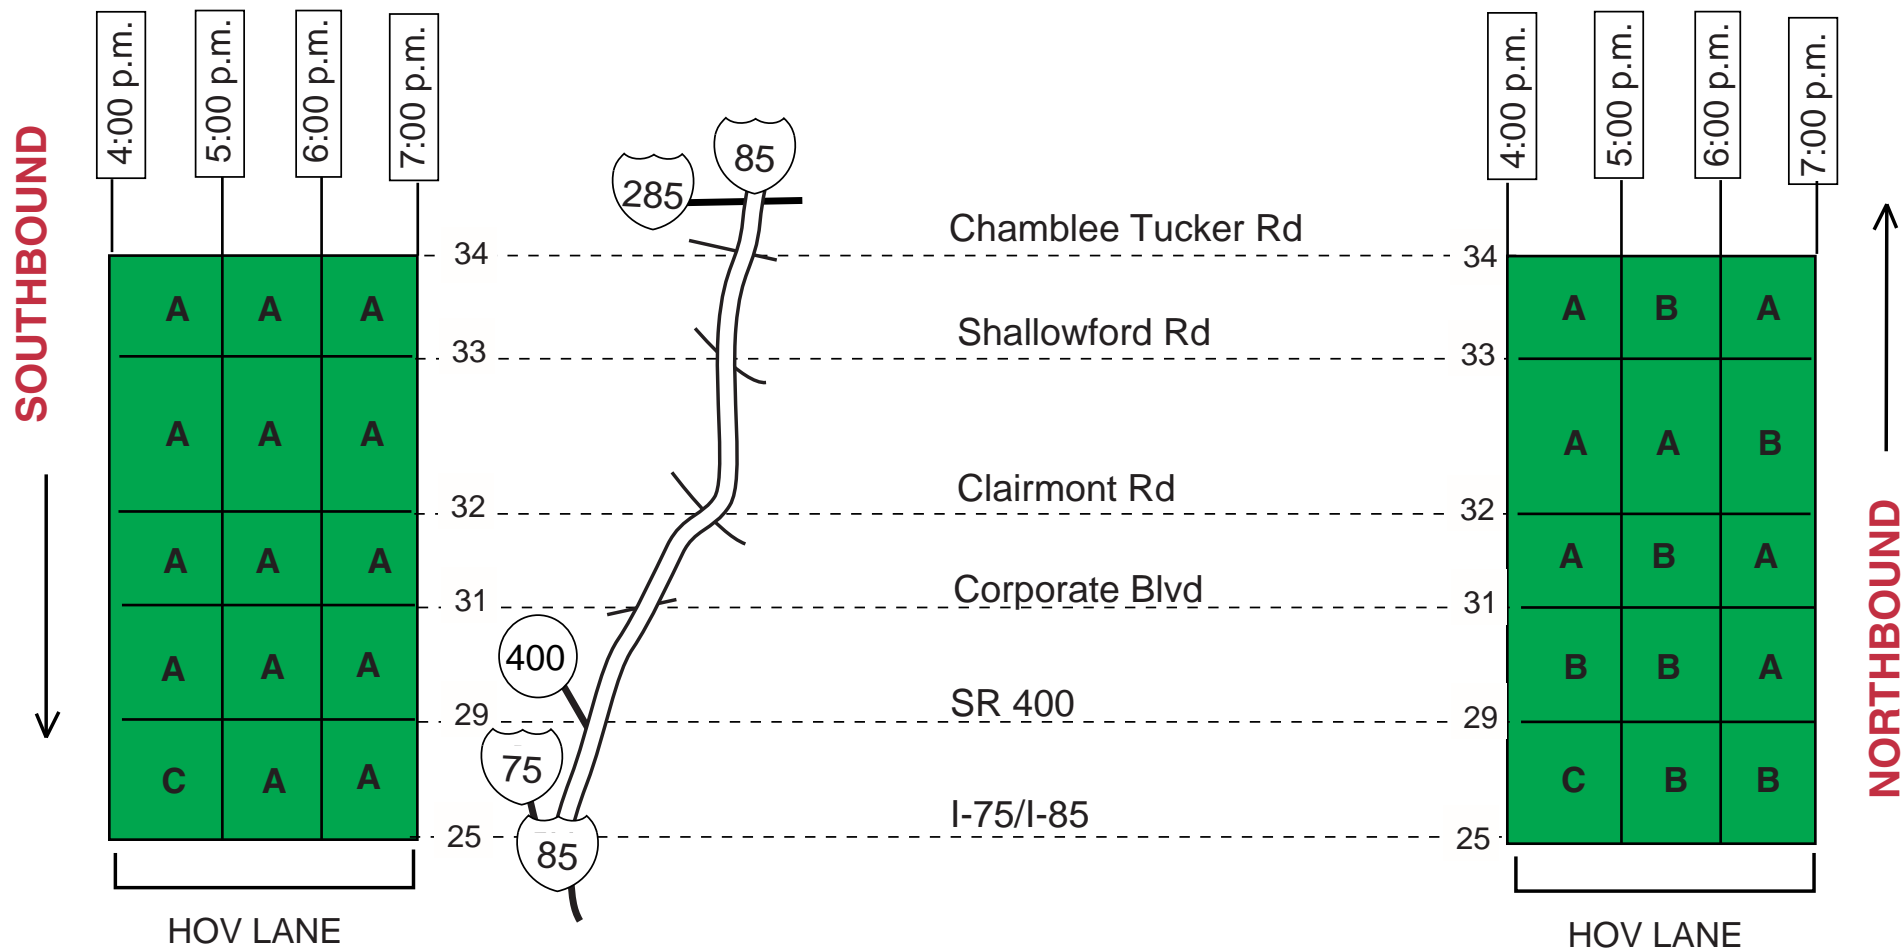 4:00 p.m. 5:00 p.m. 6:00 p.m. 7:00 p.m.
4:00 p.m. 5:00 p.m. 6:00 p.m. 7:00 p.m.
SOUTHBOUND
NORTHBOUND
85
285
Chamblee Tucker Rd
34 34
A A A A B A
Shallowford Rd
33 33
A A A A A B
Clairmont Rd
32 32
A A A A B A
Corporate Blvd
31 31
400
A A A B B A
SR 400
29 29
75
C A A C B B
I-75/I-85
25 25
85
HOV LANE HOV LANE